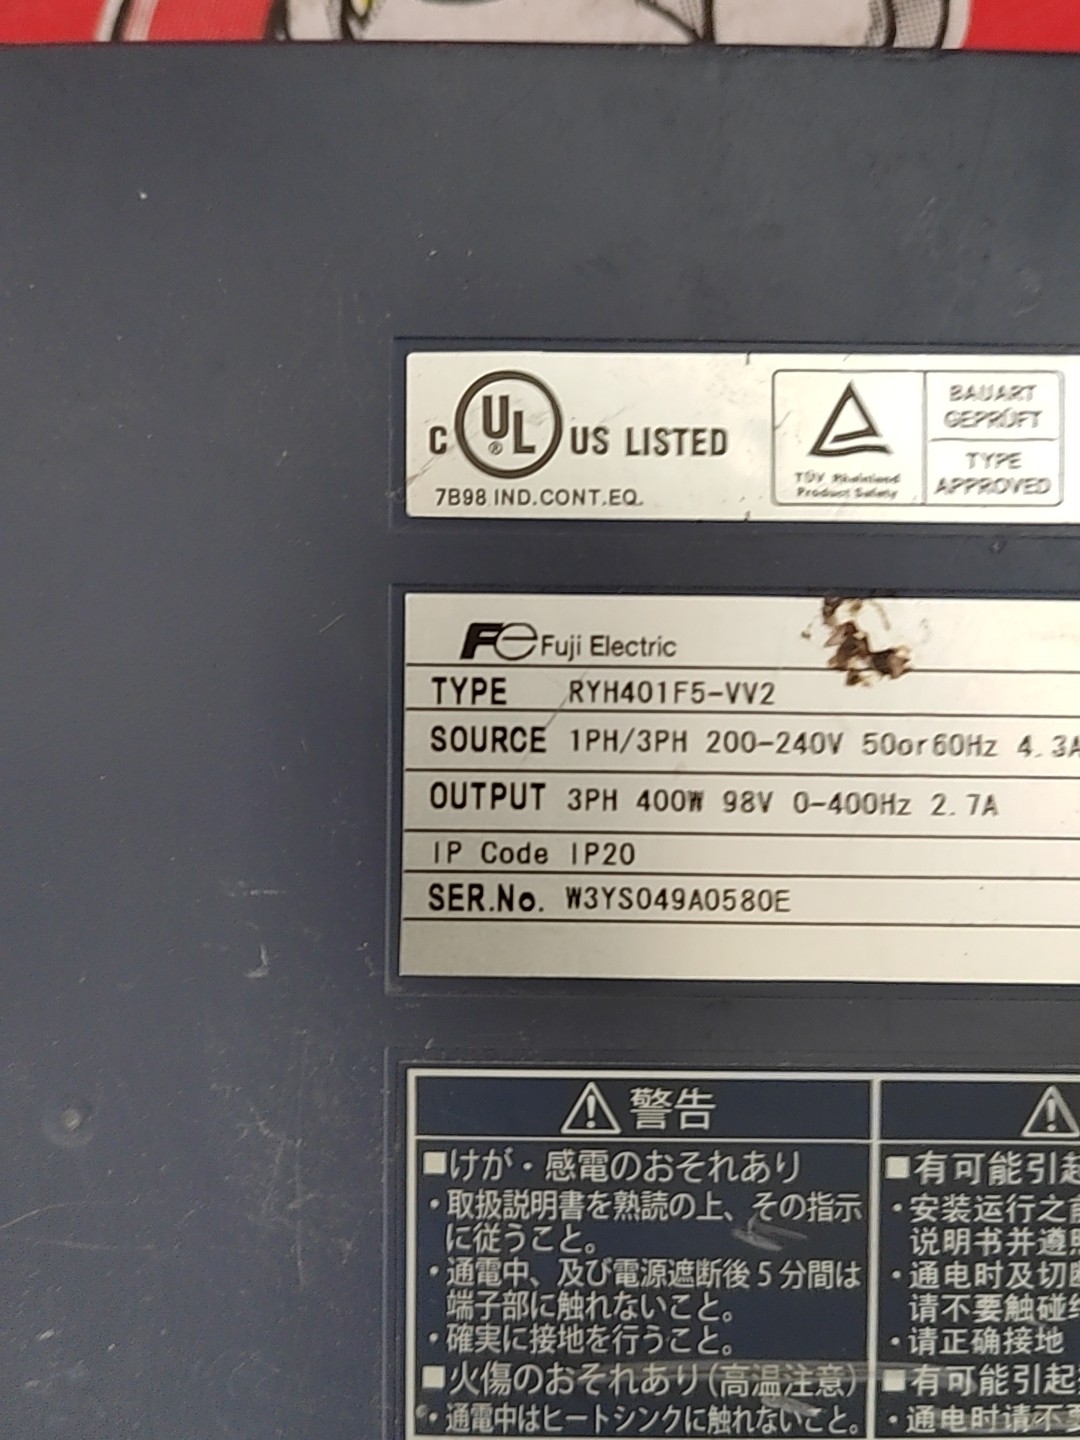 C UL ® US LISTED
7B98 IND.CONT.EQ.
TÜV Rheinland
Product Safety
BAUART
GEPRÜFT
TYPE
APPROVED
Fe Fuji Electric
TYPE RYH401F5-VV2
SOURCE 1PH/3PH 200-240V 50or60Hz 4.3A
OUTPUT 3PH 400W 98V 0-400Hz 2.7A
IP Code IP20
SER.No. W3YS049A0580E
警告
■けが・感電のおそれあり
・取扱説明書を熟読の上、その指示
に従うこと。
・通電中、及び電源遮断後5分間は
端子部に触れないこと。
・確実に接地を行うこと。
■火傷のおそれあり(高温注意)
・通電中はヒートシンクに触れないこと。
■有可能引起
・安装运行之前
说明书并遵照
・通电时及切断
请不要触碰
・请正确接地
■有可能引起
・通电时请不要